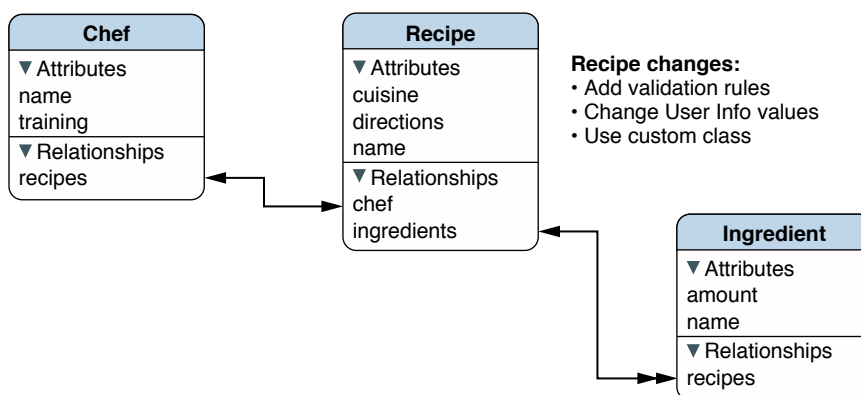 Chef
▼ Attributes
name
training
▼ Relationships
recipes
Recipe
▼ Attributes
cuisine
directions
name
▼ Relationships
chef
ingredients
Recipe changes:
• Add validation rules
• Change User Info values
• Use custom class
Ingredient
▼ Attributes
amount
name
▼ Relationships
recipes